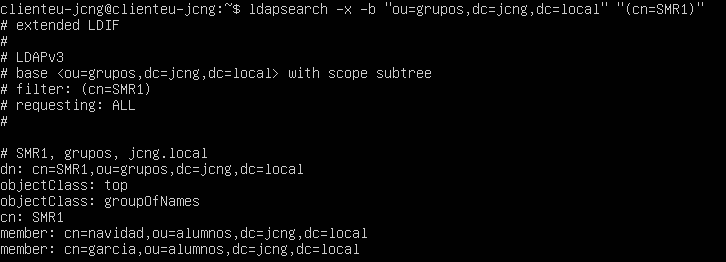 clienteu-jcng@clienteu-jcng:~$ ldapsearch -x -b "ou=grupos,dc=jcng,dc=local" "(cn=SMR1)"
# extended LDIF
#
# LDAPv3
# base <ou=grupos,dc=jcng,dc=local> with scope subtree
# filter: (cn=SMR1)
# requesting: ALL
#
# SMR1, grupos, jcng.local
dn: cn=SMR1,ou=grupos,dc=jcng,dc=local
objectClass: top
objectClass: groupOfNames
cn: SMR1
member: cn=navidad,ou=alumnos,dc=jcng,dc=local
member: cn=garcia,ou=alumnos,dc=jcng,dc=local